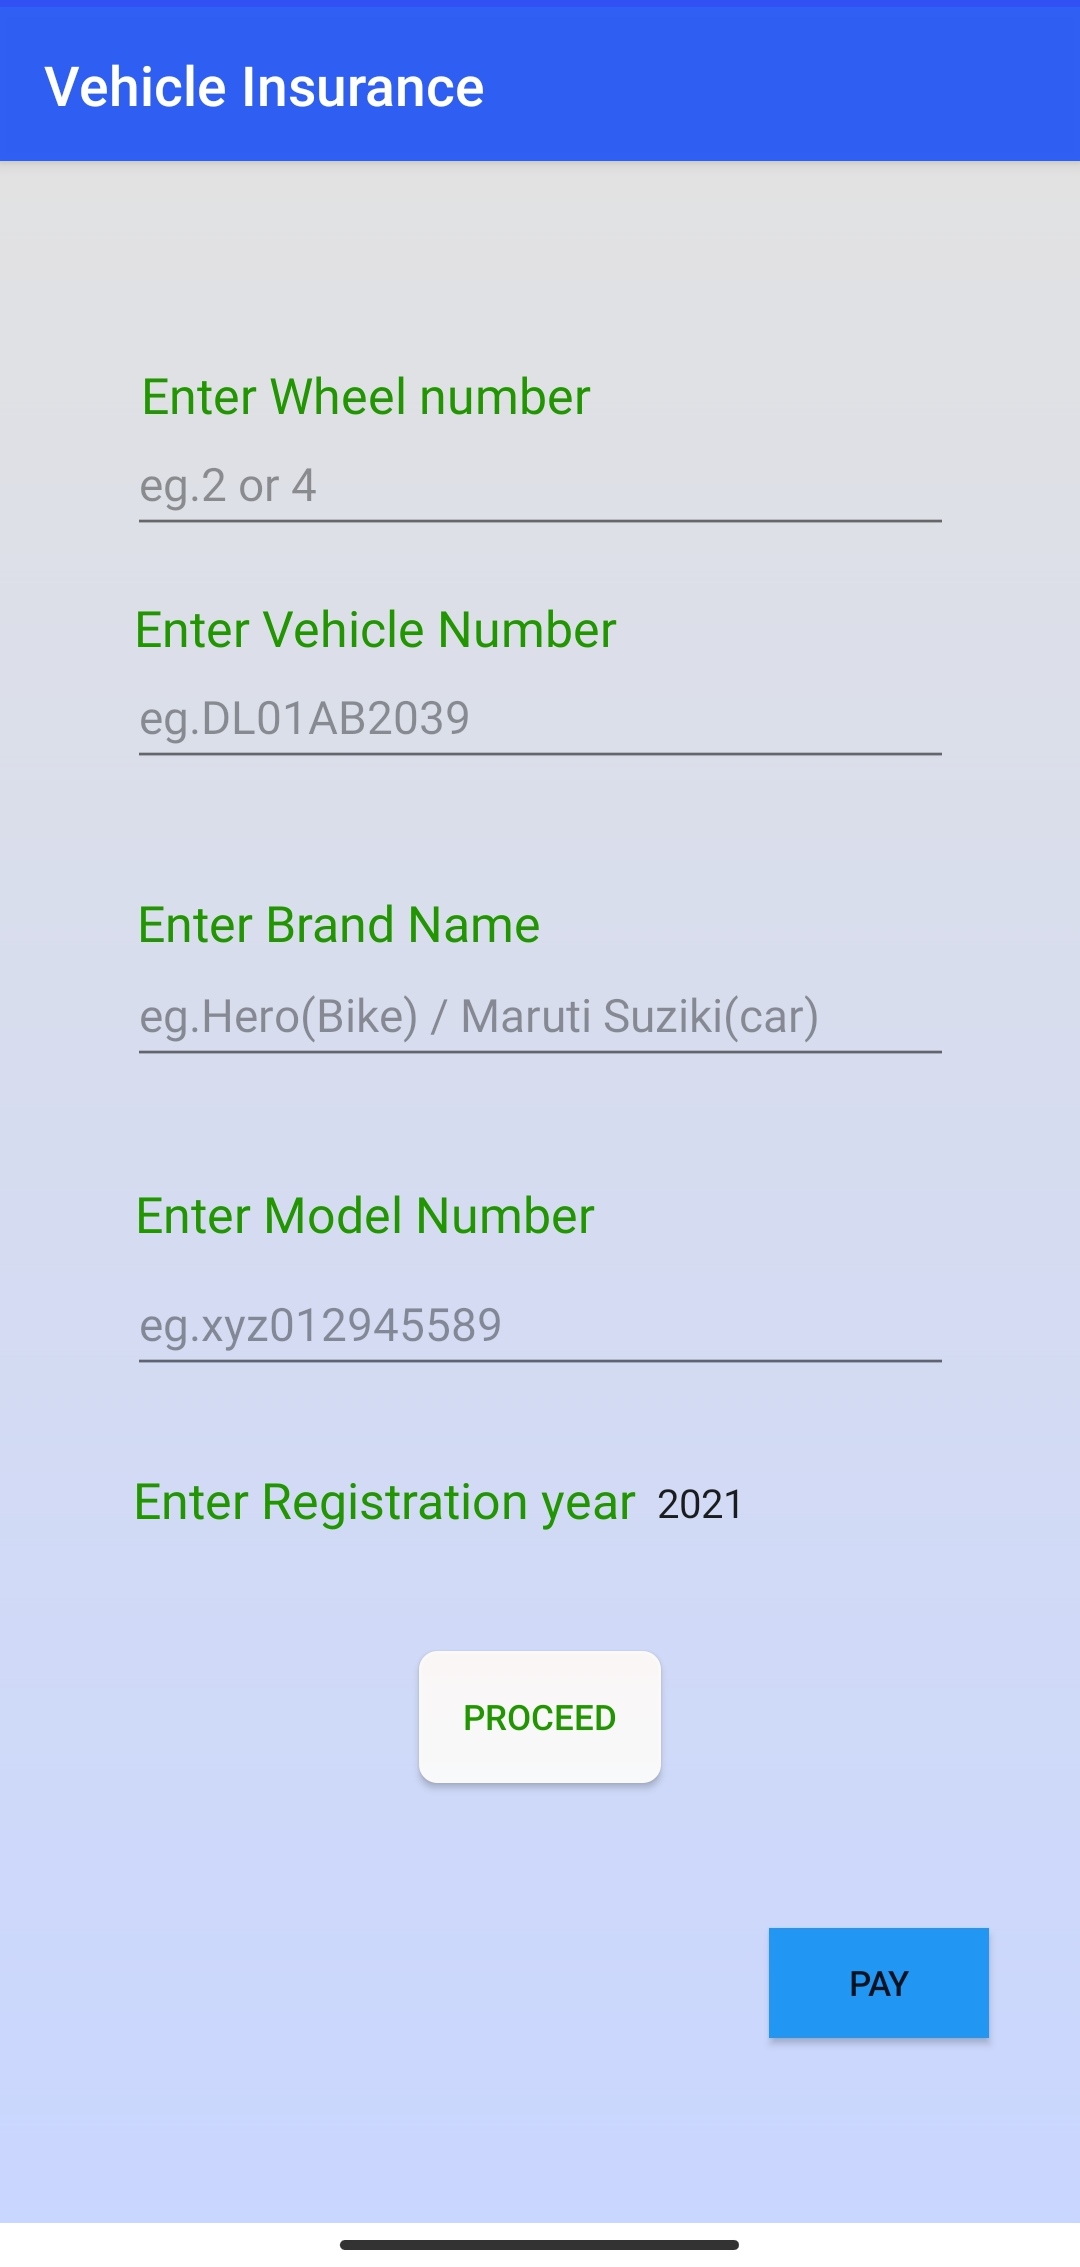 Vehicle Insurance
Enter Wheel number
eg.2 or 4
Enter Vehicle Number
eg.DL01AB2039
Enter Brand Name
eg.Hero(Bike) / Maruti Suziki(car)
Enter Model Number
eg.xyz012945589
Enter Registration year 2021
PROCEED
PAY